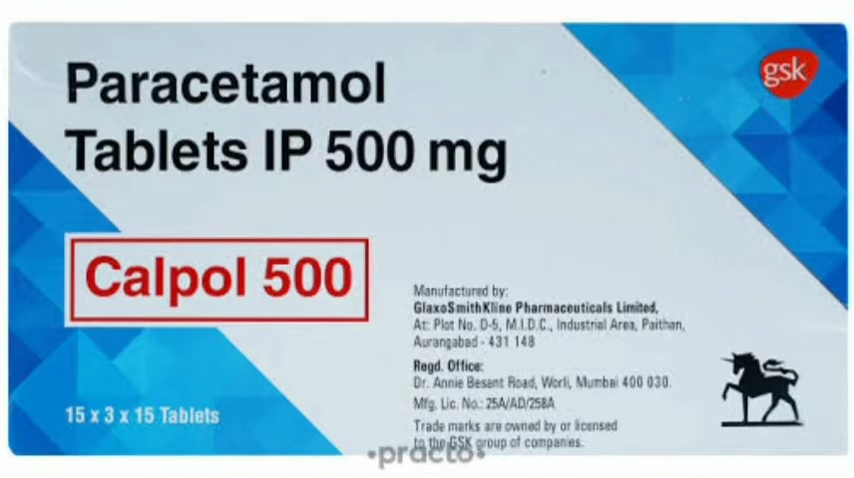 Paracetamol
Tablets IP 500 mg
gsk
Calpol 500
Manufactured by:
GlaxoSmithKline Pharmaceuticals Limited,
At: Plot No. D-5, M.I.D.C., Industrial Area, Paithan,
Aurangabad - 431 148
Regd. Office:
Dr. Annie Besant Road, Worli, Mumbai 400 030.
Mfg. Lic. No.: 25A/AD/258A
Trade marks are owned by or licensed
to the GSK group of companies.
15 x 3 x 15 Tablets
•practo•